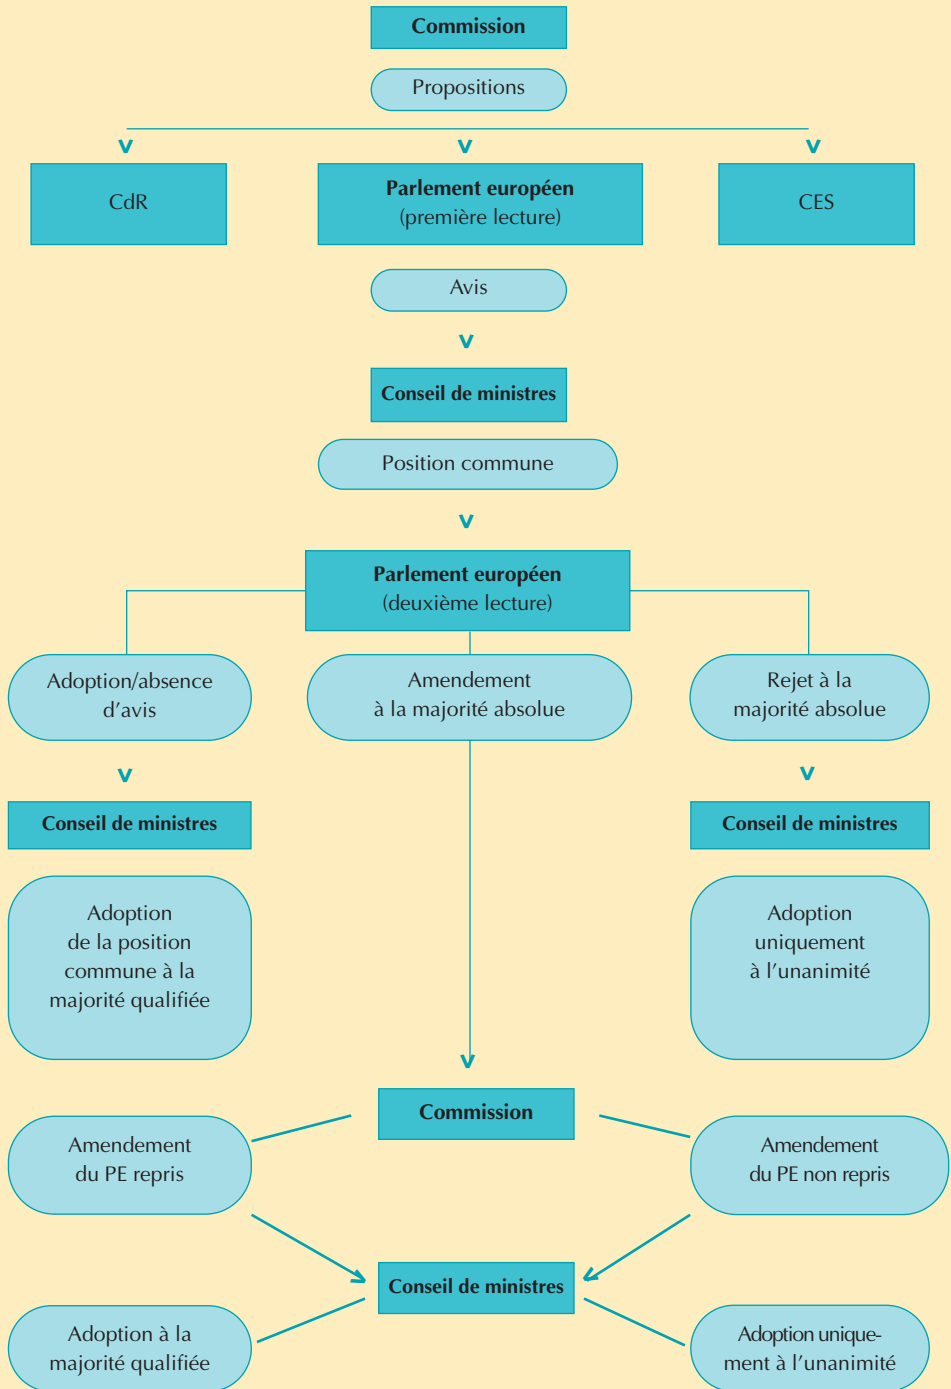 Commission
Propositions
CdR
Parlement européen
(première lecture)
CES
Avis
Conseil de ministres
Position commune
Parlement européen
(deuxième lecture)
Adoption/absence
d’avis
Amendement
à la majorité absolue
Rejet à la
majorité absolue
Conseil de ministres
Conseil de ministres
Adoption
de la position
commune à la
majorité qualifiée
Adoption
uniquement
à l’unanimité
Commission
Amendement
du PE repris
Amendement
du PE non repris
Conseil de ministres
Adoption à la
majorité qualifiée
Adoption unique-
ment à l’unanimité